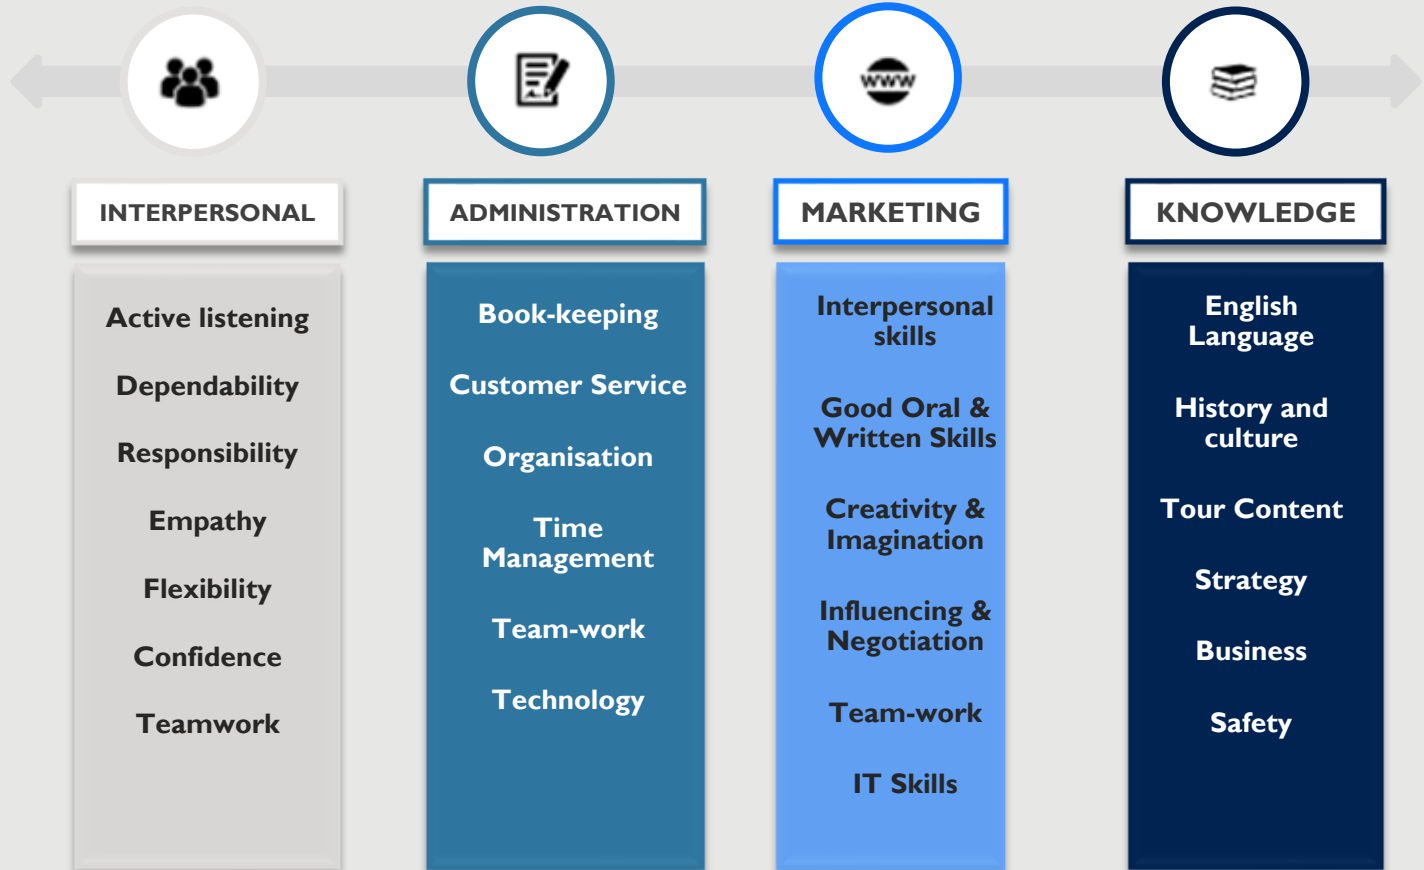 www
INTERPERSONAL
Active listening
Dependability
Responsibility
Empathy
Flexibility
Confidence
Teamwork
ADMINISTRATION
Book-keeping
Customer Service
Organisation
Time
Management
Team-work
Technology
MARKETING
Interpersonal
skills
Good Oral &
Written Skills
Creativity &
Imagination
Influencing &
Negotiation
Team-work
IT Skills
KNOWLEDGE
English
Language
History and
culture
Tour Content
Strategy
Business
Safety